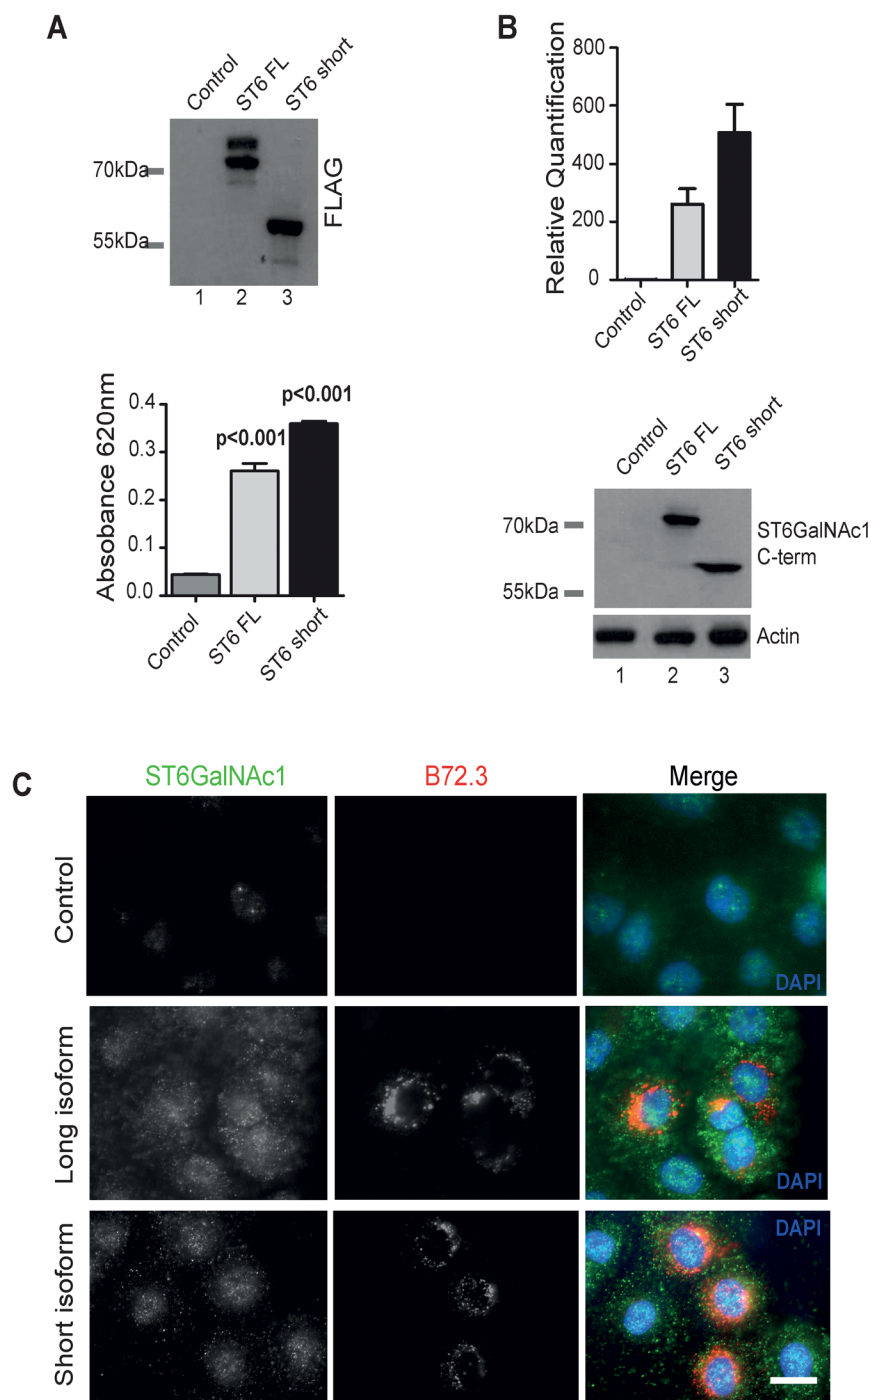 A
Control
ST6 FL
ST6 short
70kDa
55kDa
FLAG
1 2 3
Absobance 620nm
0.4
0.3
0.2
0.1
0.0
p<0.001
p<0.001
Control
ST6 FL
ST6 short
B
Relative Quantification
800
600
400
200
0
Control
ST6 FL
ST6 short
Control
ST6 FL
ST6 short
70kDa
55kDa
ST6GalNAc1
C-term
Actin
1 2 3
C
ST6GalNAc1
B72.3
Merge
Control
DAPI
Long isoform
DAPI
Short isoform
DAPI